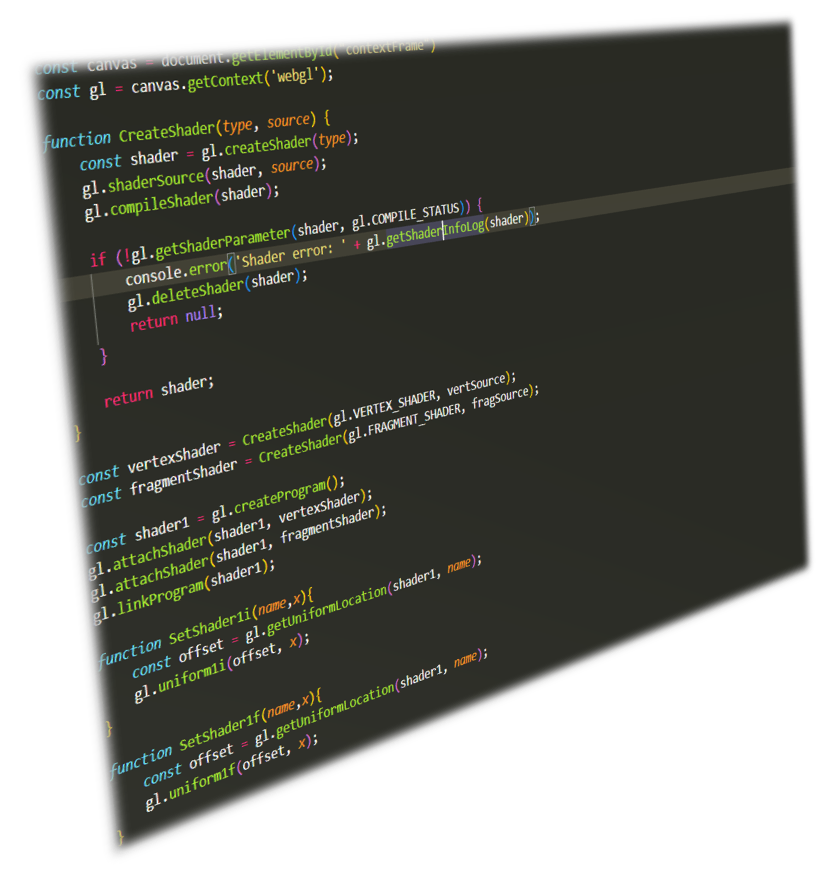 const canvas = document.getElementById('contextFrame')
const gl = canvas.getContext('webgl');
function CreateShader(type, source) {
const shader = gl.createShader(type);
gl.shaderSource(shader, source);
gl.compileShader(shader);
if (!gl.getShaderParameter(shader, gl.COMPILE_STATUS)) {
console.error('Shader error: ' + gl.getShaderInfoLog(shader));
gl.deleteShader(shader);
return null;
}
return shader;
}
const vertexShader = CreateShader(gl.VERTEX_SHADER, vertSource);
const fragmentShader = CreateShader(gl.FRAGMENT_SHADER, fragSource);
const shader1 = gl.createProgram();
gl.attachShader(shader1, vertexShader);
gl.attachShader(shader1, fragmentShader);
gl.linkProgram(shader1);
function SetShader1i(name,x){
const offset = gl.getUniformLocation(shader1, name);
gl.uniform1i(offset, x);
}
function SetShader1f(name,x){
const offset = gl.getUniformLocation(shader1, name);
gl.uniform1f(offset, x);
}